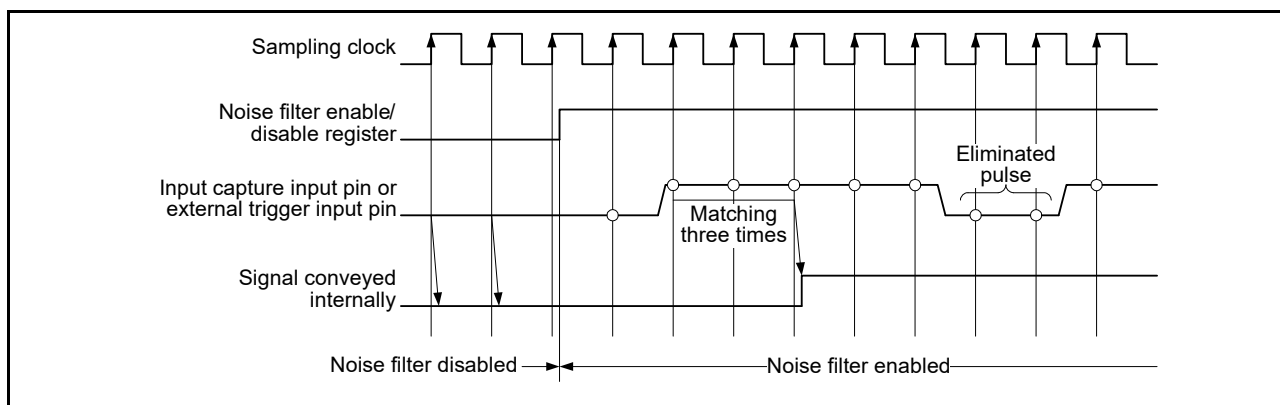 Sampling clock
Noise filter enable/
disable register
Eliminated
pulse
Input capture input pin or
external trigger input pin
Matching
three times
Signal conveyed
internally
Noise filter disabled
Noise filter enabled